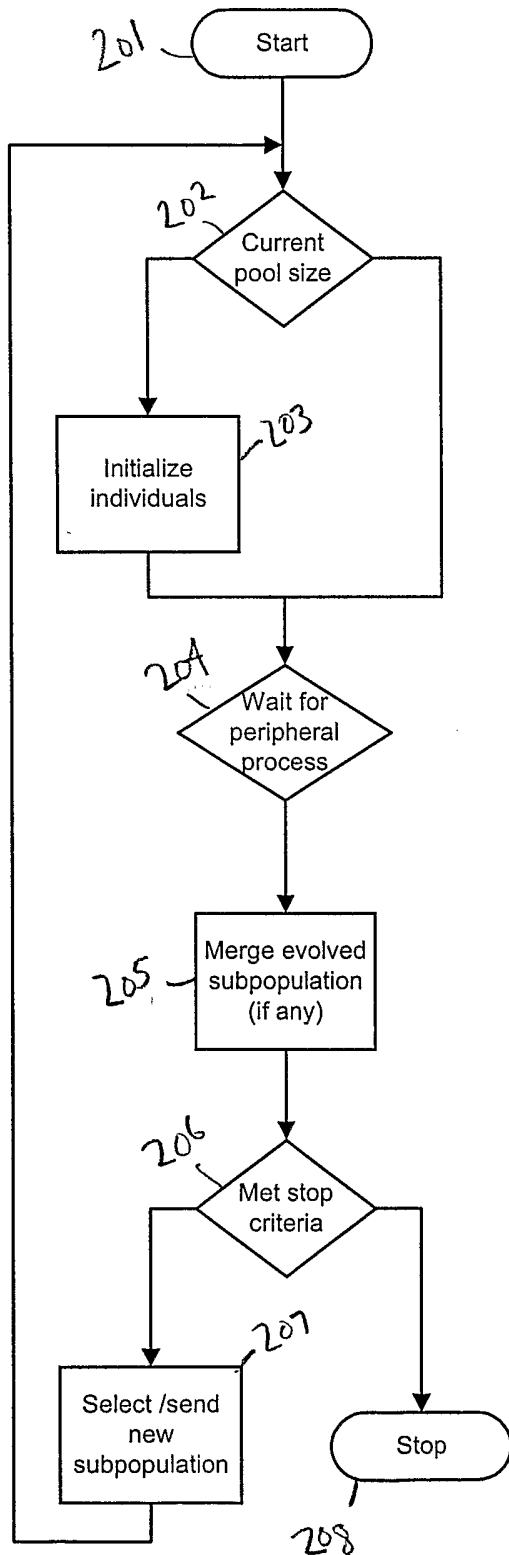 201
Start
202
Current
pool size
203
Initialize
individuals
204
Wait for
peripheral
process
205
Merge evolved
subpopulation
(if any)
206
Met stop
criteria
207
Select /send
new
subpopulation
Stop
208